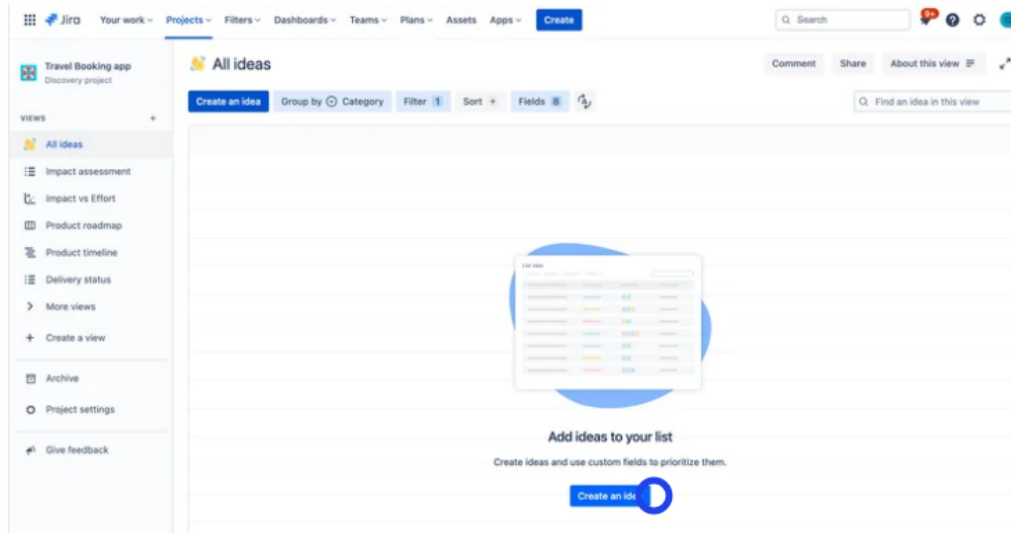 Jira Your work Projects Filters Dashboards Teams Plans Assets Apps Create Search 9+
Travel Booking app
Discovery project
All ideas
Comment Share About this view
Create an idea Group by Category Filter 1 Sort + Fields 8 Find an idea in this view
VIEWS +
All ideas
Impact assessment
Impact vs Effort
Product roadmap
Product timeline
Delivery status
More views
+ Create a view
Archive
Project settings
Give feedback
List view
Add ideas to your list
Create ideas and use custom fields to prioritize them.
Create an ide